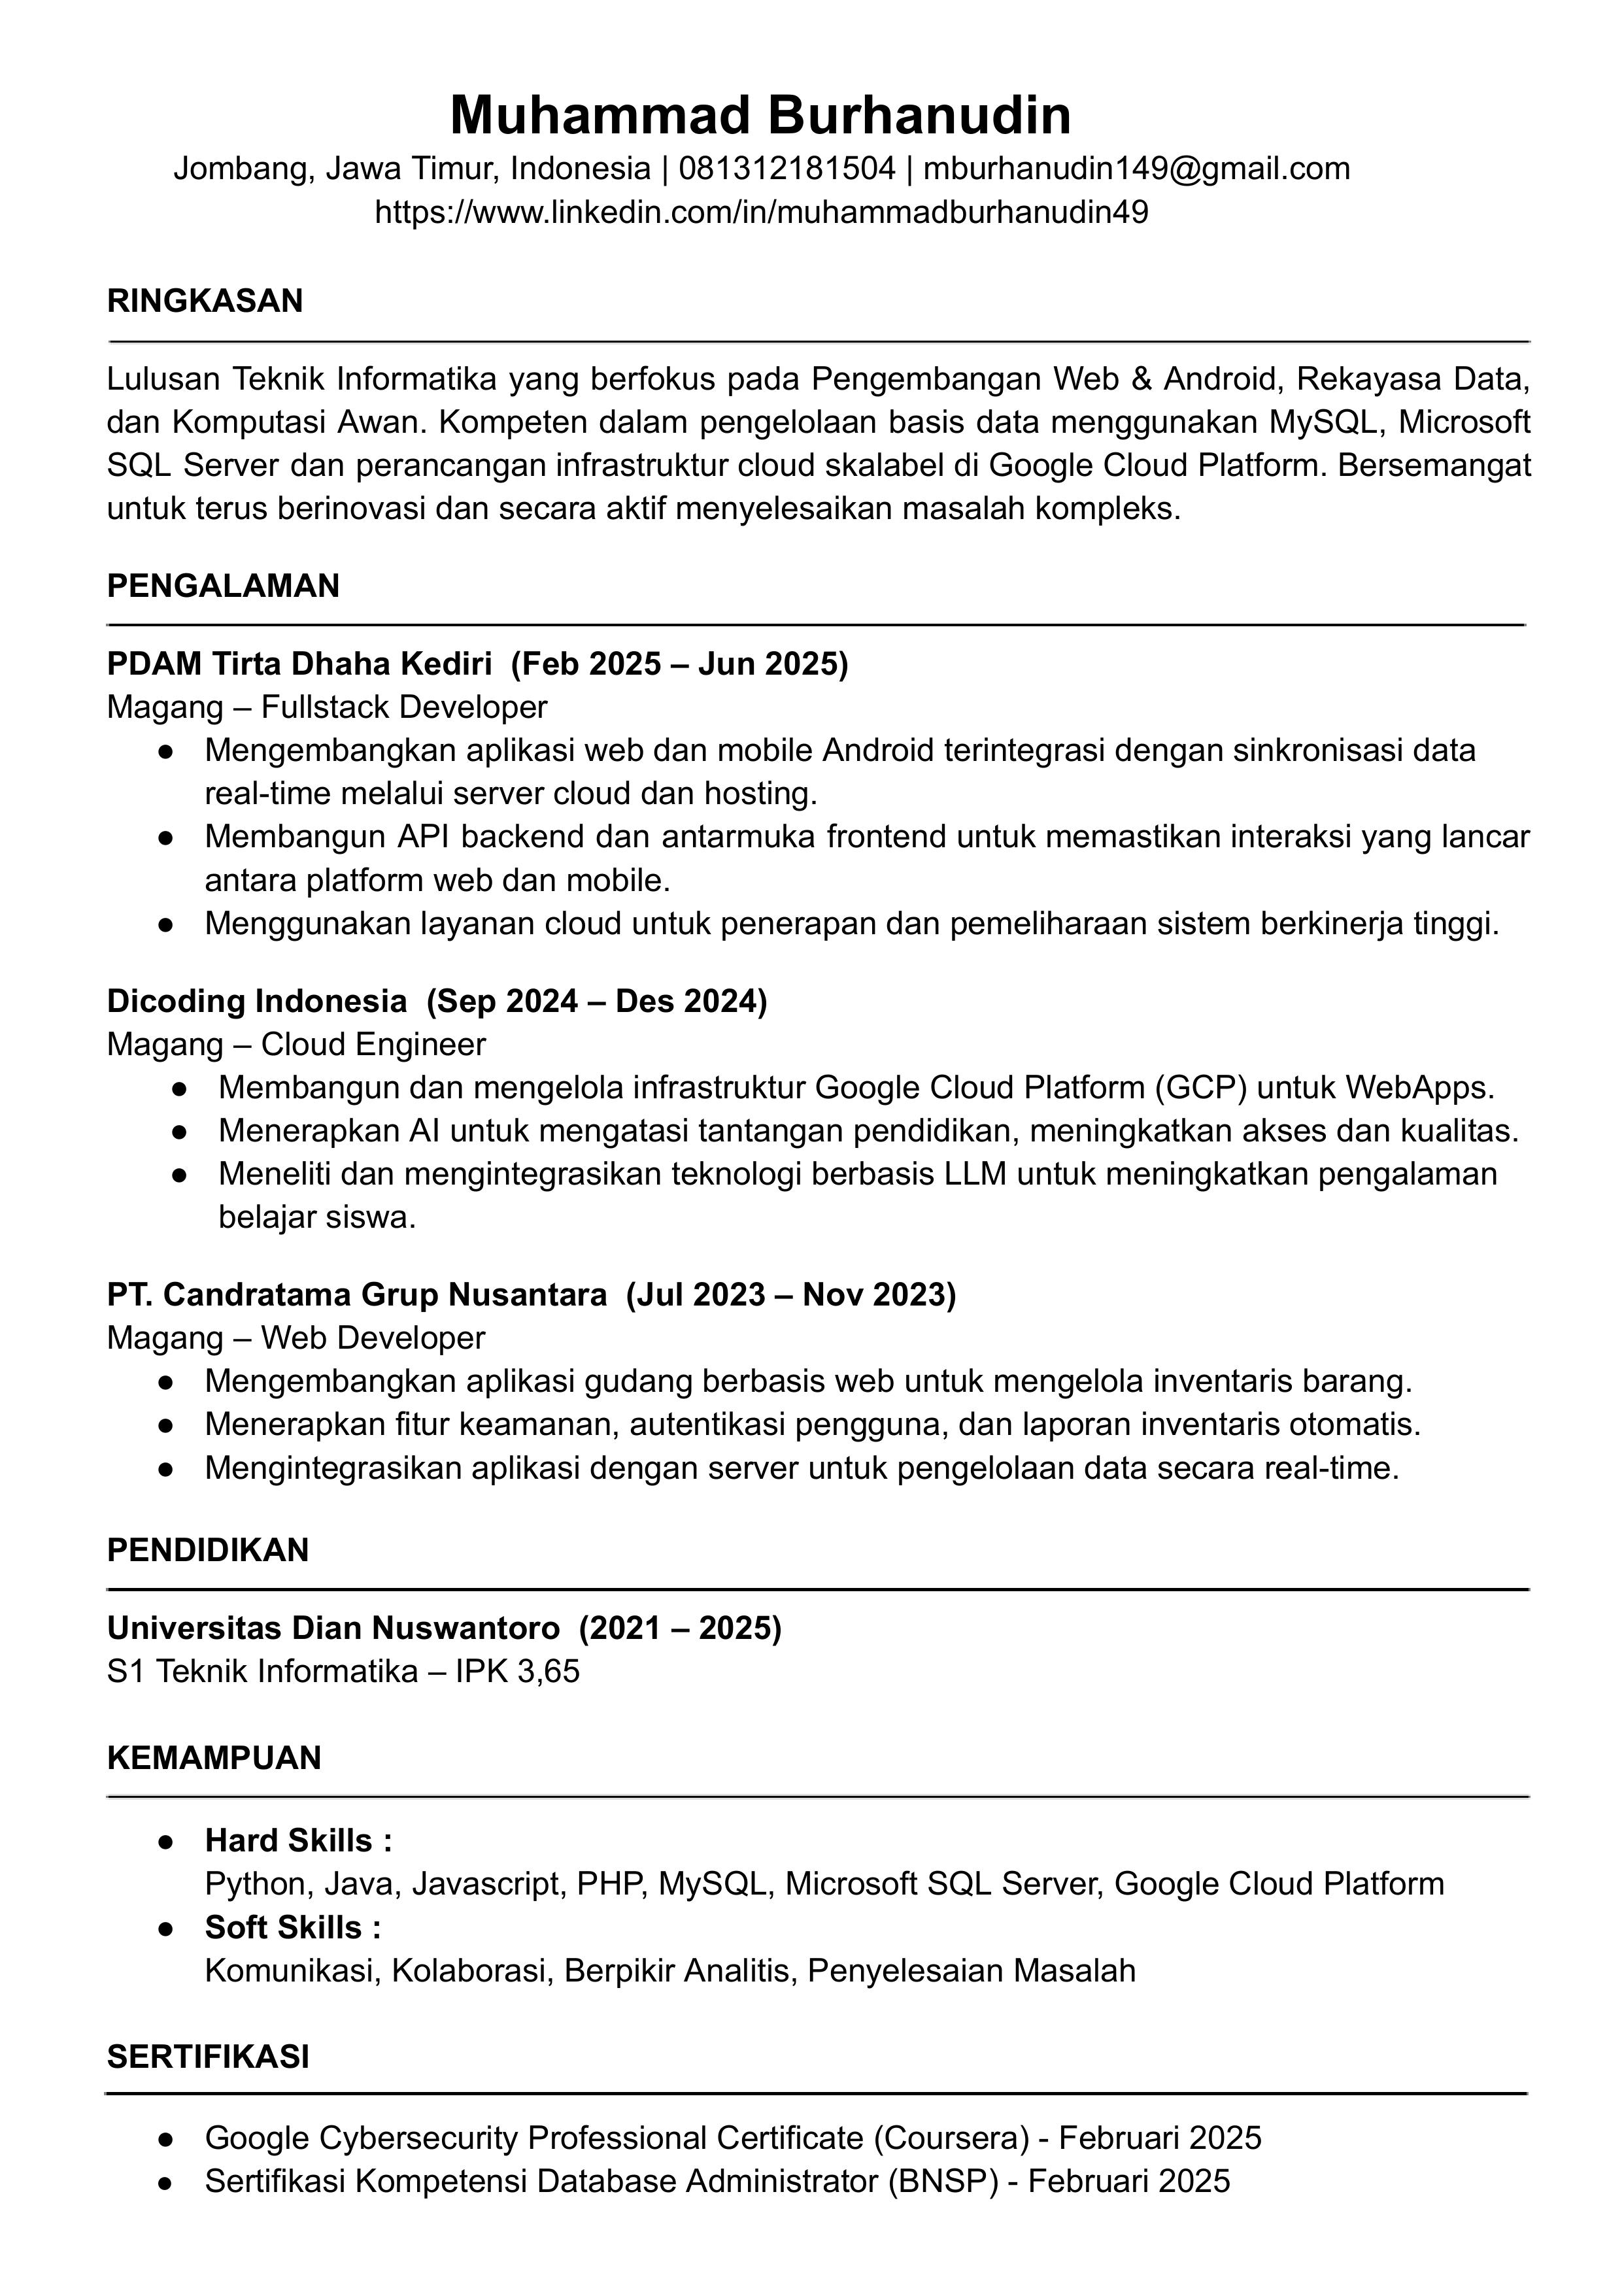 Muhammad Burhanudin
Jombang, Jawa Timur, Indonesia | 081312181504 | mburhanudin149@gmail.com
https://www.linkedin.com/in/muhammadburhanudin49
RINGKASAN
Lulusan Teknik Informatika yang berfokus pada Pengembangan Web & Android, Rekayasa Data,
dan Komputasi Awan. Kompeten dalam pengelolaan basis data menggunakan MySQL, Microsoft
SQL Server dan perancangan infrastruktur cloud skalabel di Google Cloud Platform. Bersemangat
untuk terus berinovasi dan secara aktif menyelesaikan masalah kompleks.
PENGALAMAN
PDAM Tirta Dhaha Kediri (Feb 2025 – Jun 2025)
Magang – Fullstack Developer
● Mengembangkan aplikasi web dan mobile Android terintegrasi dengan sinkronisasi data
real-time melalui server cloud dan hosting.
● Membangun API backend dan antarmuka frontend untuk memastikan interaksi yang lancar
antara platform web dan mobile.
● Menggunakan layanan cloud untuk penerapan dan pemeliharaan sistem berkinerja tinggi.
Dicoding Indonesia (Sep 2024 – Des 2024)
Magang – Cloud Engineer
● Membangun dan mengelola infrastruktur Google Cloud Platform (GCP) untuk WebApps.
● Menerapkan AI untuk mengatasi tantangan pendidikan, meningkatkan akses dan kualitas.
● Meneliti dan mengintegrasikan teknologi berbasis LLM untuk meningkatkan pengalaman
belajar siswa.
PT. Candratama Grup Nusantara (Jul 2023 – Nov 2023)
Magang – Web Developer
● Mengembangkan aplikasi gudang berbasis web untuk mengelola inventaris barang.
● Menerapkan fitur keamanan, autentikasi pengguna, dan laporan inventaris otomatis.
● Mengintegrasikan aplikasi dengan server untuk pengelolaan data secara real-time.
PENDIDIKAN
Universitas Dian Nuswantoro (2021 – 2025)
S1 Teknik Informatika – IPK 3,65
KEMAMPUAN
● Hard Skills :
Python, Java, Javascript, PHP, MySQL, Microsoft SQL Server, Google Cloud Platform
● Soft Skills :
Komunikasi, Kolaborasi, Berpikir Analitis, Penyelesaian Masalah
SERTIFIKASI
● Google Cybersecurity Professional Certificate (Coursera) - Februari 2025
● Sertifikasi Kompetensi Database Administrator (BNSP) - Februari 2025